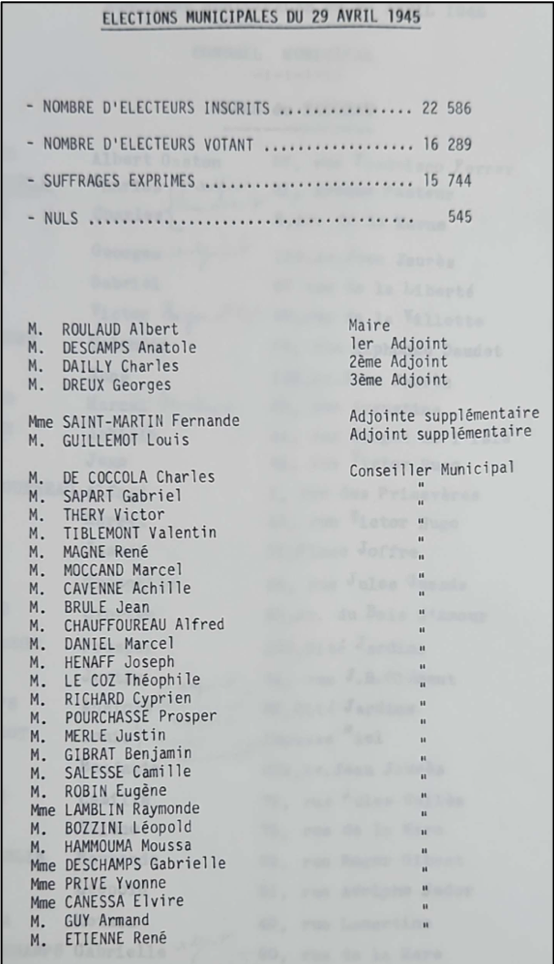 ELECTIONS MUNICIPALES DU 29 AVRIL 1945
- NOMBRE D'ELECTEURS INSCRITS ................ 22 586
- NOMBRE D'ELECTEURS VOTANT .................. 16 289
- SUFFRAGES EXPRIMES ......................... 15 744
- NULS ....................................... 545
M. ROULAUD Albert Maire
M. DESCAMPS Anatole 1er Adjoint
M. DAILLY Charles 2ème Adjoint
M. DREUX Georges 3ème Adjoint
Mme SAINT-MARTIN Fernande Adjointe supplémentaire
M. GUILLEMOT Louis Adjoint supplémentaire
M. DE COCCOLA Charles Conseiller Municipal
M. SAPART Gabriel "
M. THERY Victor "
M. TIBLEMONT Valentin "
M. MAGNE René "
M. MOCCAND Marcel "
M. CAVENNE Achille "
M. BRULE Jean "
M. CHAUFFOUREAU Alfred "
M. DANIEL Marcel "
M. HENAFF Joseph "
M. LE COZ Théophile "
M. RICHARD Cyprien "
M. POURCHASSE Prosper "
M. MERLE Justin "
M. GIBRAT Benjamin "
M. SALESSE Camille "
M. ROBIN Eugène "
Mme LAMBLIN Raymonde "
M. BOZZINI Léopold "
M. HAMMOUMA Moussa "
Mme DESCHAMPS Gabrielle "
Mme PRIVE Yvonne "
Mme CANESSA Elvire "
M. GUY Armand "
M. ETIENNE René "